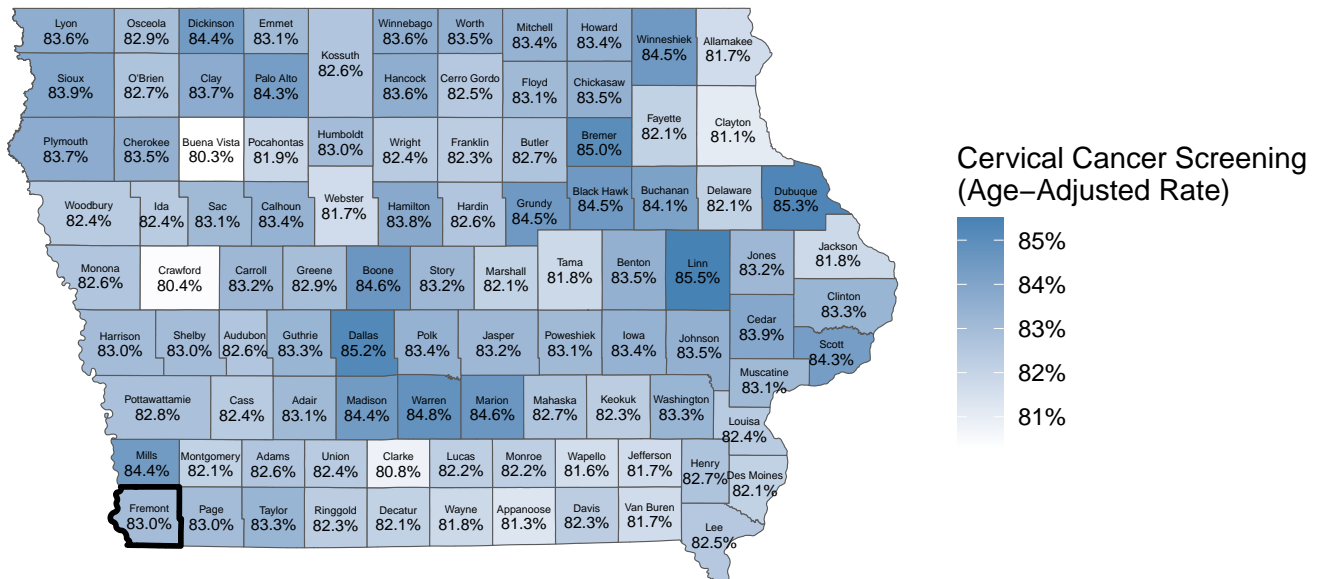 Lyon
83.6%
Osceola
82.9%
Dickinson
84.4%
Emmet
83.1%
Kossuth
82.6%
Winnebago
83.6%
Worth
83.5%
Mitchell
83.4%
Howard
83.4%
Winneshiek
84.5%
Allamakee
81.7%
Sioux
83.9%
O'Brien
82.7%
Clay
83.7%
Palo Alto
84.3%
Hancock
83.6%
Cerro Gordo
82.5%
Floyd
83.1%
Chickasaw
83.5%
Fayette
82.1%
Clayton
81.1%
Plymouth
83.7%
Cherokee
83.5%
Buena Vista
80.3%
Pocahontas
81.9%
Humboldt
83.0%
Wright
82.4%
Franklin
82.3%
Butler
82.7%
Bremer
85.0%
Woodbury
82.4%
Ida
82.4%
Sac
83.1%
Calhoun
83.4%
Webster
81.7%
Hamilton
83.8%
Hardin
82.6%
Grundy
84.5%
Black Hawk
84.5%
Buchanan
84.1%
Delaware
82.1%
Dubuque
85.3%
Monona
82.6%
Crawford
80.4%
Carroll
83.2%
Greene
82.9%
Boone
84.6%
Story
83.2%
Marshall
82.1%
Tama
81.8%
Benton
83.5%
Linn
85.5%
Jones
83.2%
Jackson
81.8%
Clinton
83.3%
Harrison
83.0%
Shelby
83.0%
Audubon
82.6%
Guthrie
83.3%
Dallas
85.2%
Polk
83.4%
Jasper
83.2%
Poweshiek
83.1%
Iowa
83.4%
Johnson
83.5%
Cedar
83.9%
Scott
84.3%
Muscatine
83.1%
Pottawattamie
82.8%
Cass
82.4%
Adair
83.1%
Madison
84.4%
Warren
84.8%
Marion
84.6%
Mahaska
82.7%
Keokuk
82.3%
Washington
83.3%
Louisa
82.4%
Mills
84.4%
Montgomery
82.1%
Adams
82.6%
Union
82.4%
Clarke
80.8%
Lucas
82.2%
Monroe
82.2%
Wapello
81.6%
Jefferson
81.7%
Henry
82.7%
Des Moines
82.1%
Fremont
83.0%
Page
83.0%
Taylor
83.3%
Ringgold
82.3%
Decatur
82.1%
Wayne
81.8%
Appanoose
81.3%
Davis
82.3%
Van Buren
81.7%
Lee
82.5%
Cervical Cancer Screening
(Age−Adjusted Rate)
85%
84%
83%
82%
81%